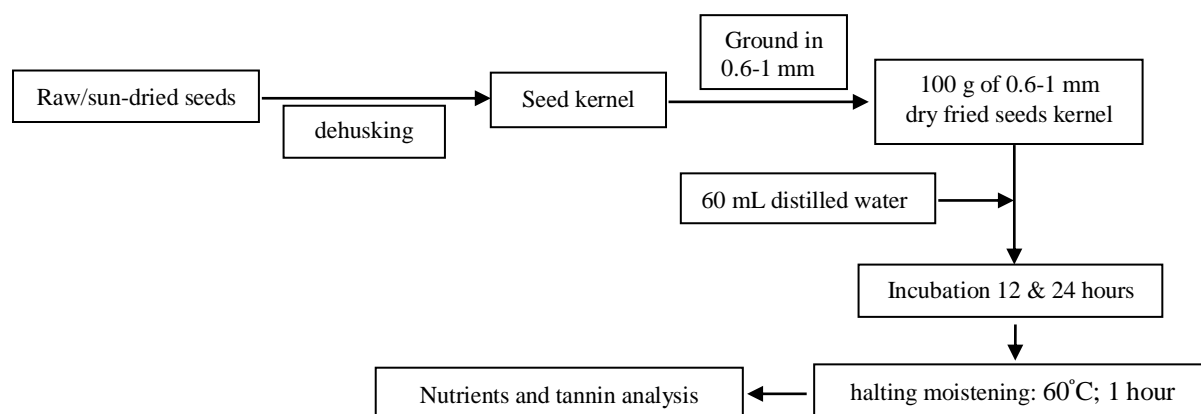 Raw/sun-dried seeds
dehusking
Seed kernel
Ground in
0.6-1 mm
100 g of 0.6-1 mm
dry fried seeds kernel
60 mL distilled water
Incubation 12 & 24 hours
halting moistening: 60°C; 1 hour
Nutrients and tannin analysis